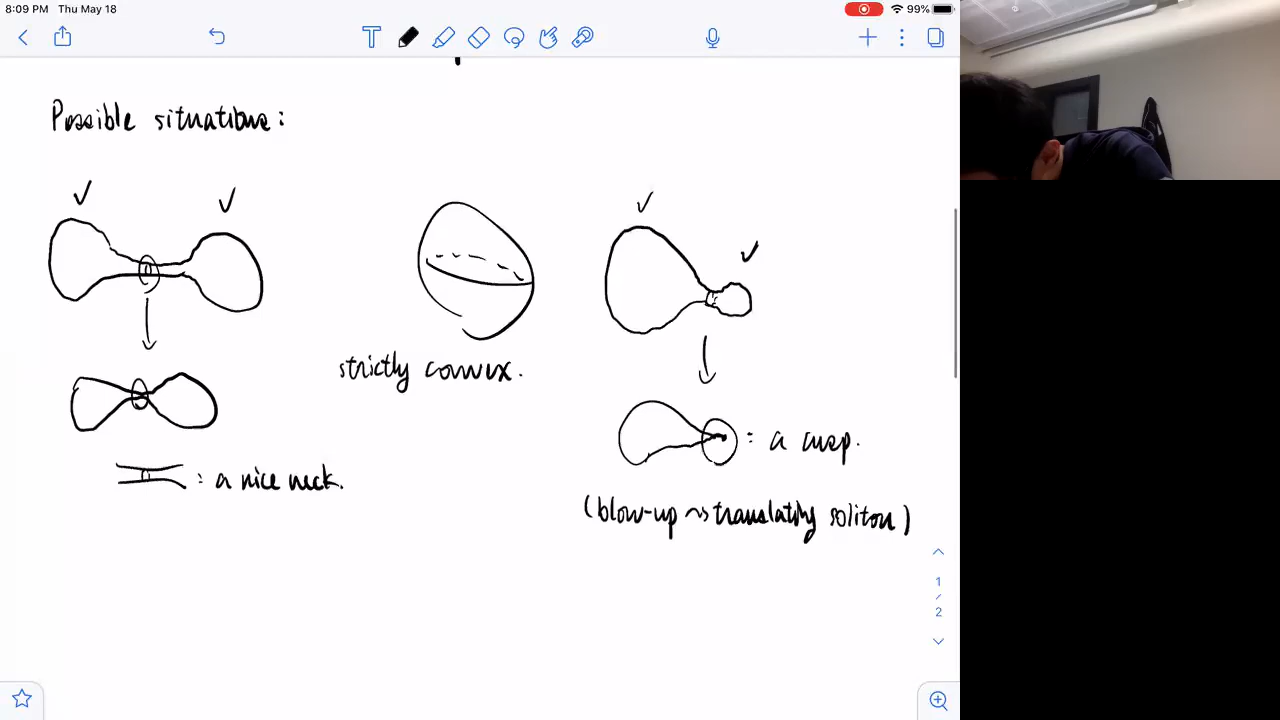 8:09 PM Thu May 18
99%
Possible situations:
strictly convex.
: a nice neck.
: a cusp.
(blow-up ⇝ translating soliton)
1
/
2